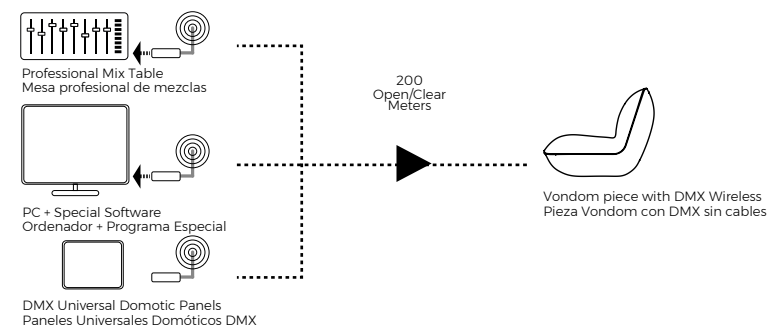 Professional Mix Table
Mesa profesional de mezclas
200
Open/Clear
Meters
PC + Special Software
Ordenador + Programa Especial
Vondom piece with DMX Wireless
Pieza Vondom con DMX sin cables
DMX Universal Domotic Panels
Paneles Universales Domóticos DMX